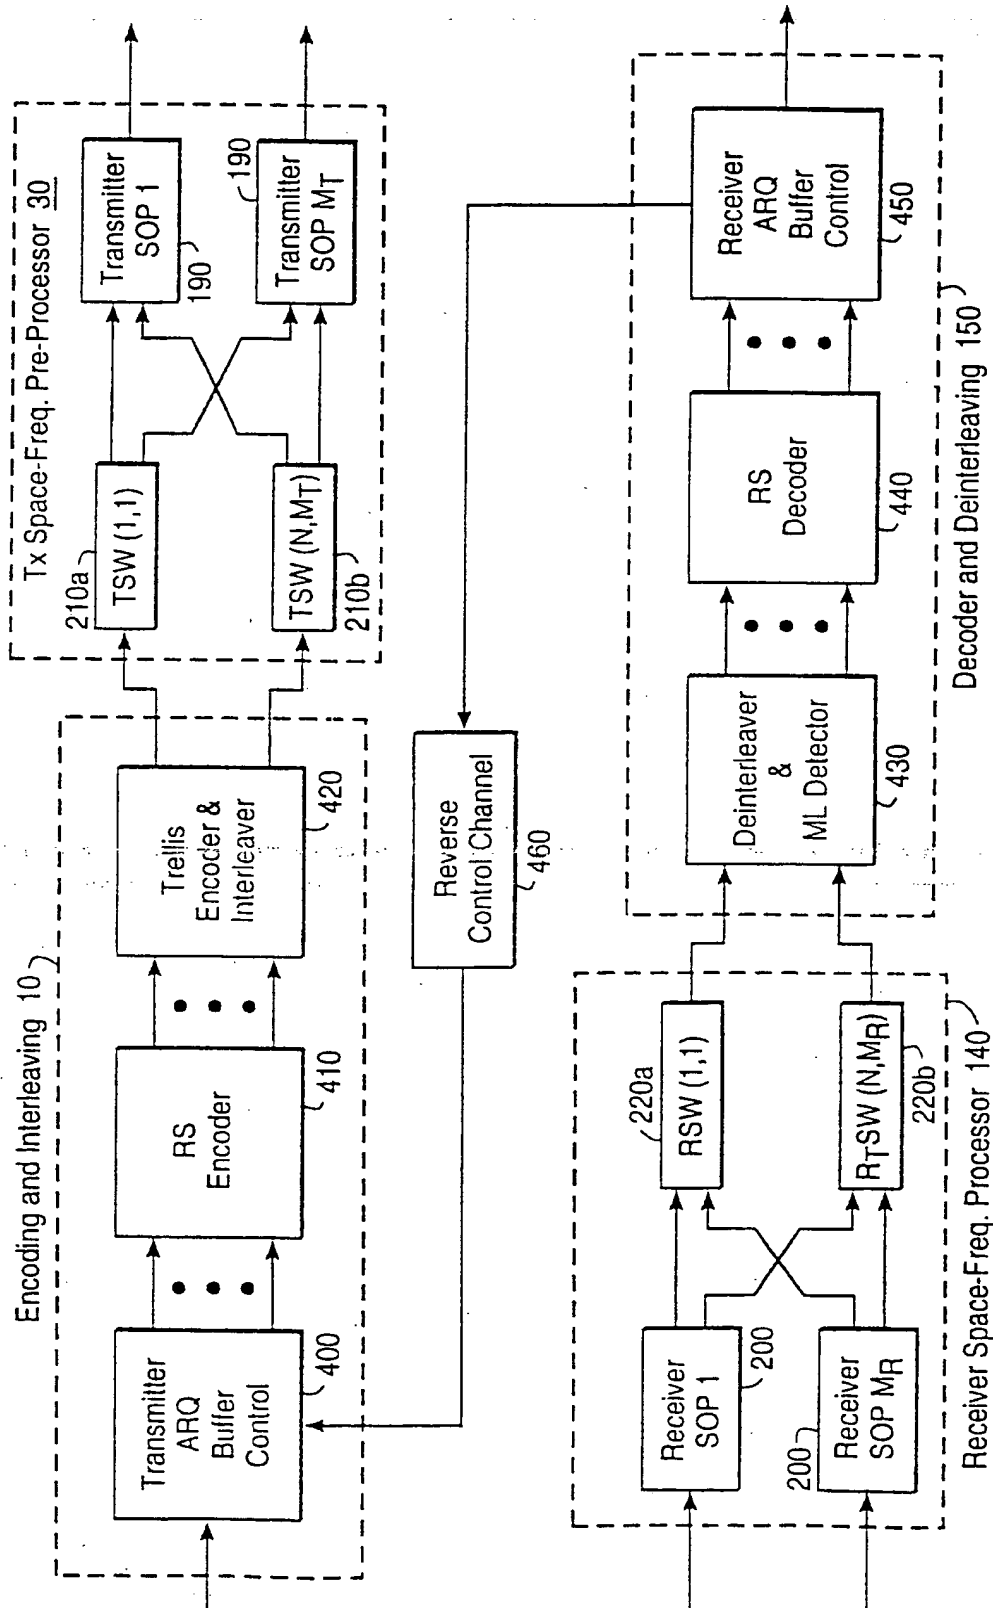 Encoding and Interleaving 10
Transmitter
ARQ
Buffer
Control
400
RS
Encoder
410
Trellis
Encoder &
Interleaver
420
Tx Space-Freq. Pre-Processor 30
210a
TSW (1,1)
TSW (N,MT)
210b
Transmitter
SOP 1
190
190
Transmitter
SOP MT
Reverse
Control Channel
460
Receiver
SOP 1
200
200
Receiver
SOP MR
220a
RSW (1,1)
RTSW (N,MR)
220b
Receiver Space-Freq. Processor 140
Deinterleaver
&
ML Detector
430
RS
Decoder
440
Receiver
ARQ
Buffer
Control
450
Decoder and Deinterleaving 150